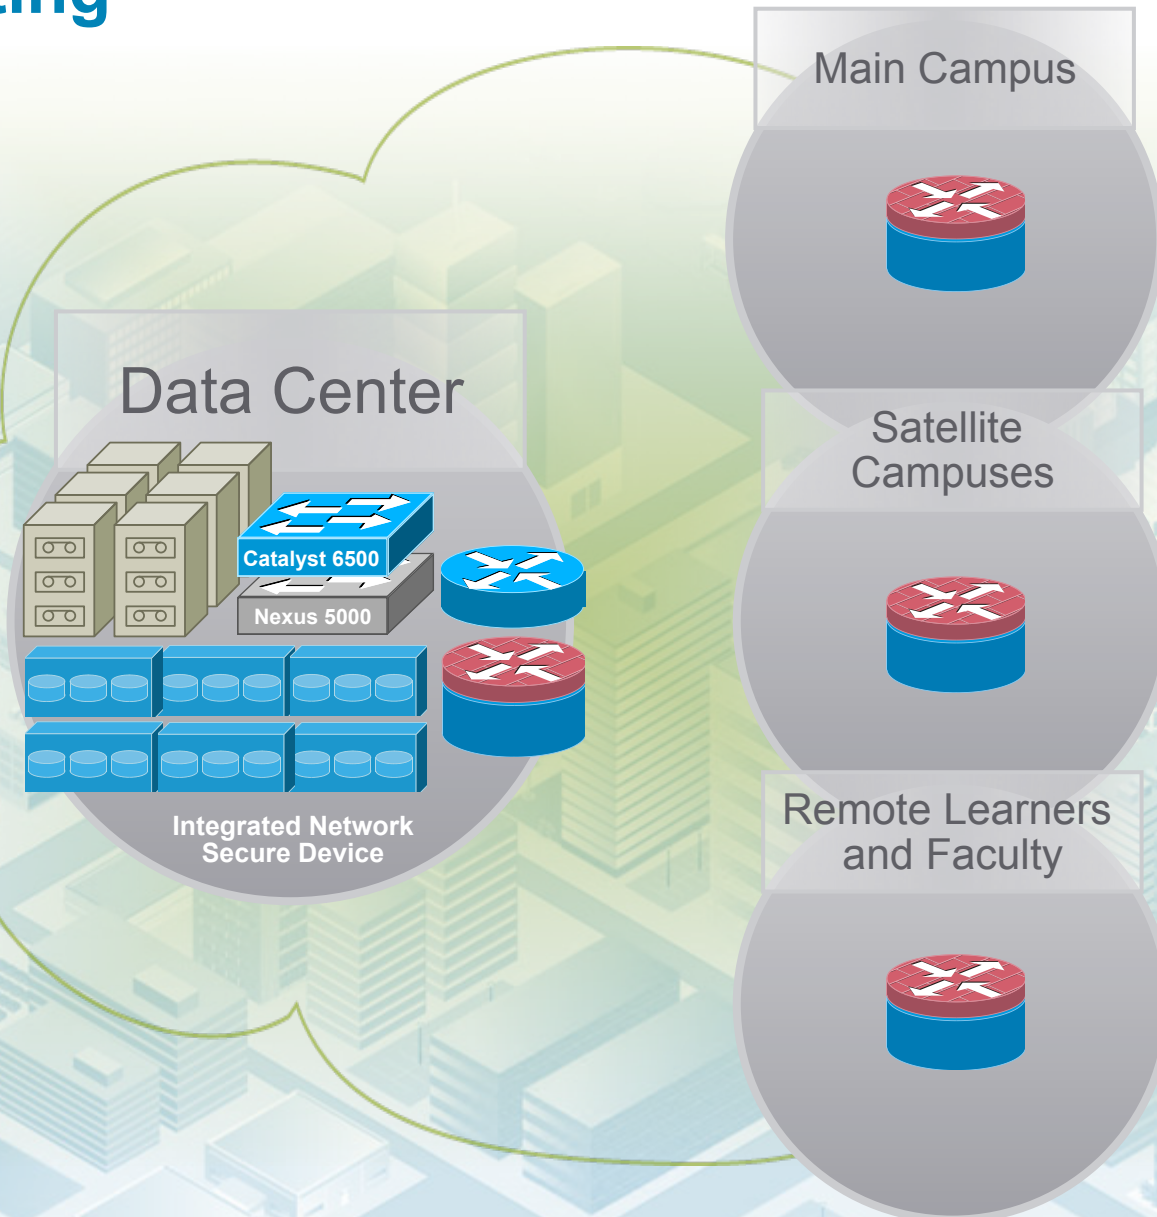 Main Campus
Data Center
Catalyst 6500
Nexus 5000
Integrated Network
Secure Device
Satellite
Campuses
Remote Learners
and Faculty